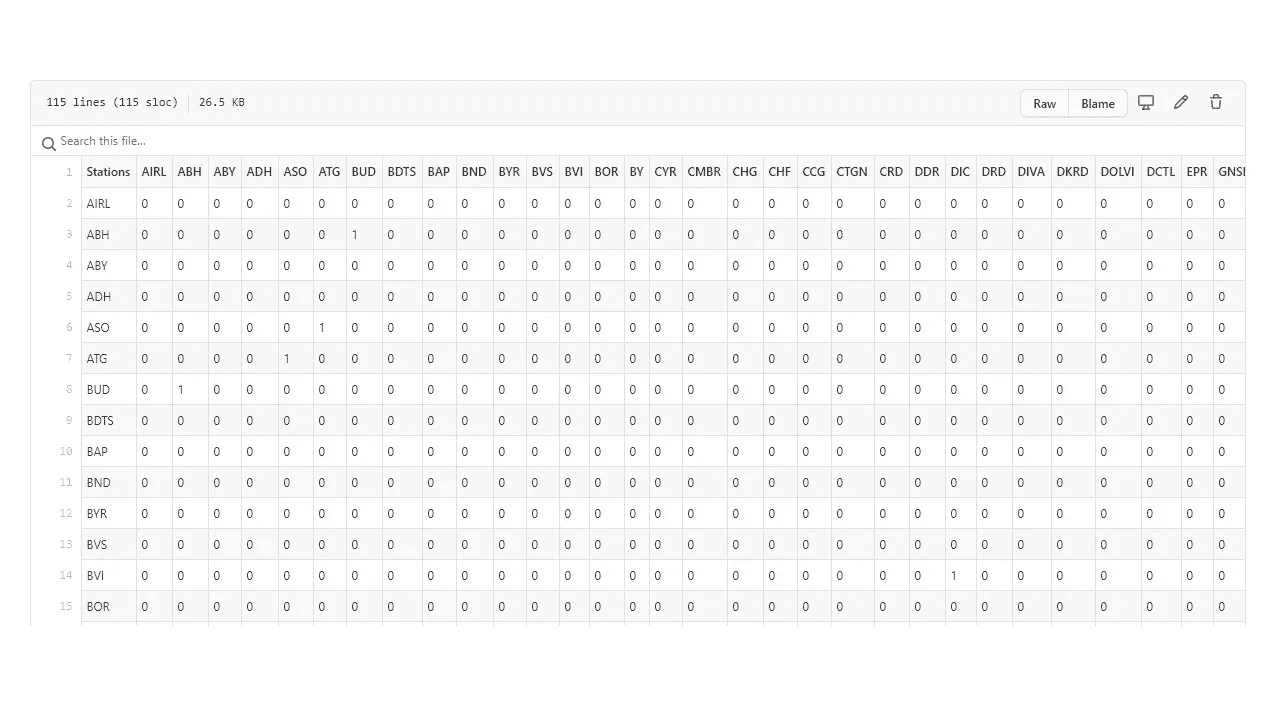 115 lines (115 sloc) 26.5 KB Raw Blame
Search this file...
1 Stations AIRL ABH ABY ADH ASO ATG BUD BDTS BAP BND BYR BVS BVI BOR BY CYR CMBR CHG CHF CCG CTGN CRD DDR DIC DRD DIVA DKRD DOLVI DCTL EPR GNSI
2 AIRL 0 0 0 0 0 0 0 0 0 0 0 0 0 0 0 0 0 0 0 0 0 0 0 0 0 0 0 0 0 0 0
3 ABH 0 0 0 0 0 0 1 0 0 0 0 0 0 0 0 0 0 0 0 0 0 0 0 0 0 0 0 0 0 0 0
4 ABY 0 0 0 0 0 0 0 0 0 0 0 0 0 0 0 0 0 0 0 0 0 0 0 0 0 0 0 0 0 0 0
5 ADH 0 0 0 0 0 0 0 0 0 0 0 0 0 0 0 0 0 0 0 0 0 0 0 0 0 0 0 0 0 0 0
6 ASO 0 0 0 0 0 1 0 0 0 0 0 0 0 0 0 0 0 0 0 0 0 0 0 0 0 0 0 0 0 0 0
7 ATG 0 0 0 0 1 0 0 0 0 0 0 0 0 0 0 0 0 0 0 0 0 0 0 0 0 0 0 0 0 0 0
8 BUD 0 1 0 0 0 0 0 0 0 0 0 0 0 0 0 0 0 0 0 0 0 0 0 0 0 0 0 0 0 0 0
9 BDTS 0 0 0 0 0 0 0 0 0 0 0 0 0 0 0 0 0 0 0 0 0 0 0 0 0 0 0 0 0 0 0
10 BAP 0 0 0 0 0 0 0 0 0 0 0 0 0 0 0 0 0 0 0 0 0 0 0 0 0 0 0 0 0 0 0
11 BND 0 0 0 0 0 0 0 0 0 0 0 0 0 0 0 0 0 0 0 0 0 0 0 0 0 0 0 0 0 0 0
12 BYR 0 0 0 0 0 0 0 0 0 0 0 0 0 0 0 0 0 0 0 0 0 0 0 0 0 0 0 0 0 0 0
13 BVS 0 0 0 0 0 0 0 0 0 0 0 0 0 0 0 0 0 0 0 0 0 0 0 0 0 0 0 0 0 0 0
14 BVI 0 0 0 0 0 0 0 0 0 0 0 0 0 0 0 0 0 0 0 0 0 0 0 1 0 0 0 0 0 0 0
15 BOR 0 0 0 0 0 0 0 0 0 0 0 0 0 0 0 0 0 0 0 0 0 0 0 0 0 0 0 0 0 0 0